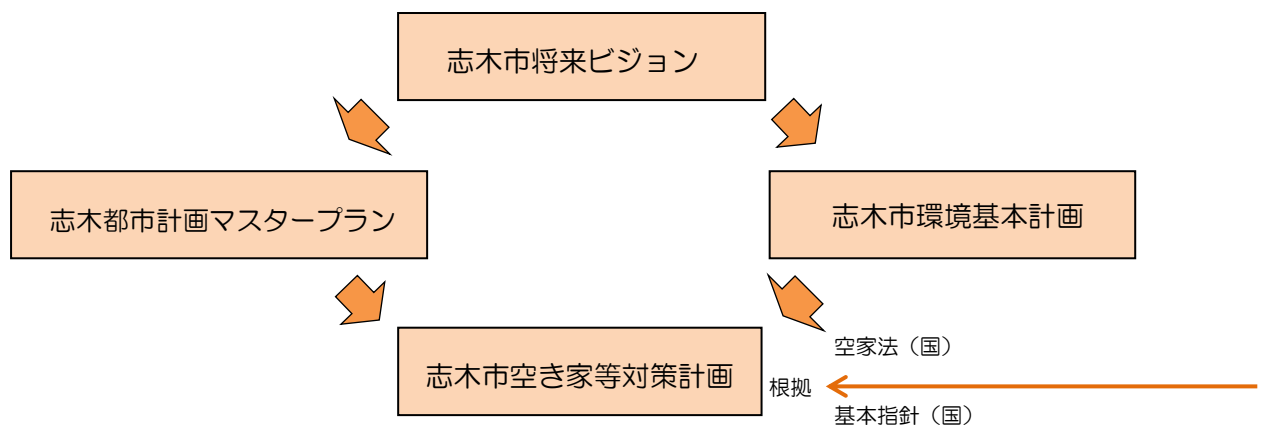 志木市将来ビジョン
志木都市計画マスタープラン
志木市環境基本計画
志木市空き家等対策計画
空家法（国）
根拠
基本指針（国）